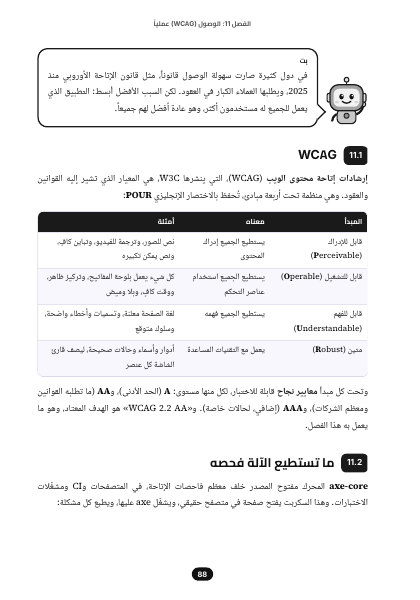 الفصل 11: الوصول (WCAG) عملياً
بِت
في دول كثيرة صارت سهولة الوصول قانوناً، مثل قانون الإتاحة الأوروبي منذ
2025، ويطلبها العملاء الكبار في العقود. لكن السبب الأفضل أبسط: التطبيق الذي
يعمل للجميع له مستخدمون أكثر، وهو عادة أفضل لهم جميعاً.
11.1 WCAG
إرشادات إتاحة محتوى الويب (WCAG)، التي ينشرها W3C، هي المعيار الذي تشير إليه القوانين
والعقود. وهي منظمة تحت أربعة مبادئ، تُحفظ بالاختصار الإنجليزي POUR:
المبدأ معناه أمثلة
قابل للإدراك يستطيع الجميع إدراك نص للصور، وترجمة للفيديو، وتباين كافٍ،
(Perceivable) المحتوى ونص يمكن تكبيره
قابل للتشغيل (Operable) يستطيع الجميع استخدام كل شيء يعمل بلوحة المفاتيح، وتركيز ظاهر،
عناصر التحكم ووقت كافٍ، وبلا وميض
قابل للفهم يستطيع الجميع فهمه لغة الصفحة معلنة، وتسميات وأخطاء واضحة،
(Understandable) وسلوك متوقع
متين (Robust) يعمل مع التقنيات المساعدة أدوار وأسماء وحالات صحيحة، ليصف قارئ
الشاشة كل عنصر
وتحت كل مبدأ معايير نجاح قابلة للاختبار، لكل منها مستوى: A (الحد الأدنى)، وAA (ما تطلبه القوانين
ومعظم الشركات)، وAAA (إضافي، لحالات خاصة). و«WCAG 2.2 AA» هو الهدف المعتاد، وهو ما
يعمل به هذا الفصل.
11.2 ما تستطيع الآلة فحصه
axe-core المحرك مفتوح المصدر خلف معظم فاحصات الإتاحة، في المتصفحات وCI ومشغّلات
الاختبارات. وهذا السكربت يفتح صفحة في متصفح حقيقي، ويشغّل axe عليها، ويطبع كل مشكلة:
88